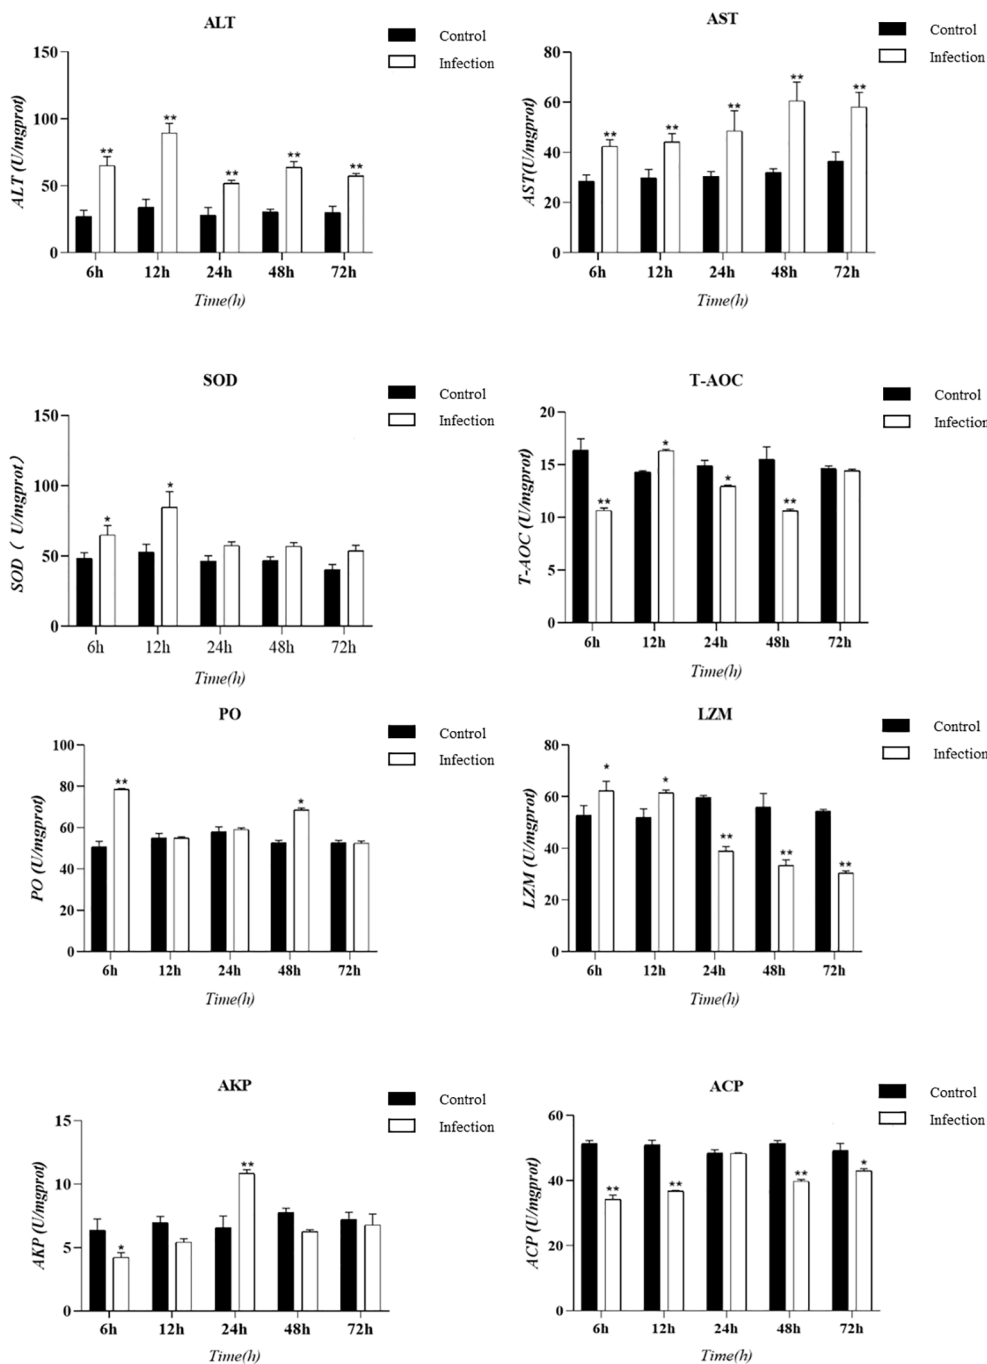 ALT
Control
Infection
ALT (U/mgprot)
150
100
50
0
** ** ** ** **
6h 12h 24h 48h 72h
Time(h)
AST
Control
Infection
AST(U/mgprot)
80
60
40
20
0
** ** ** ** **
6h 12h 24h 48h 72h
Time(h)
SOD
Control
Infection
SOD ( U/mgprot)
150
100
50
0
* *
6h 12h 24h 48h 72h
Time(h)
T-AOC
Control
Infection
T-AOC (U/mgprot)
20
15
10
5
0
** * * **
6h 12h 24h 48h 72h
Time(h)
PO
Control
Infection
PO (U/mgprot)
100
80
60
40
20
0
** *
6h 12h 24h 48h 72h
Time(h)
LZM
Control
Infection
LZM (U/mgprot)
80
60
40
20
0
* * ** ** **
6h 12h 24h 48h 72h
Time(h)
AKP
Control
Infection
AKP (U/mgprot)
15
10
5
0
* **
6h 12h 24h 48h 72h
Time(h)
ACP
Control
Infection
ACP (U/mgprot)
60
40
20
0
** ** ** *
6h 12h 24h 48h 72h
Time(h)